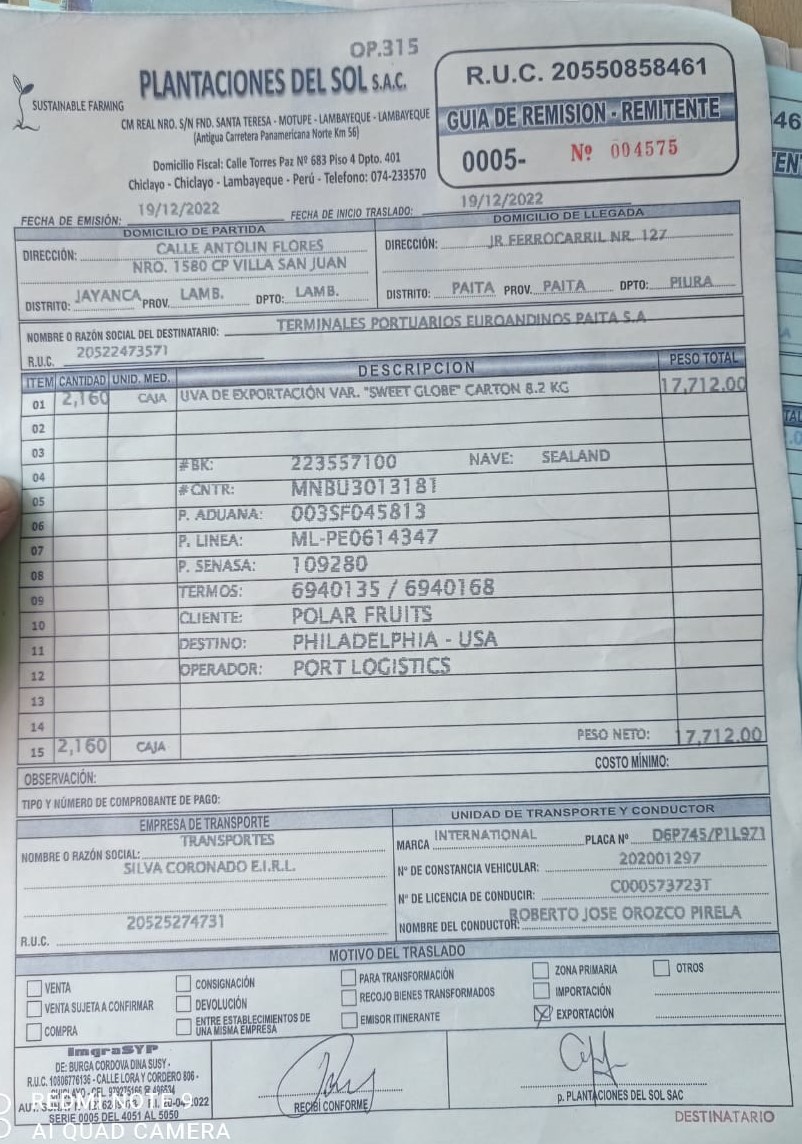 OP.315
SUSTAINABLE FARMING
PLANTACIONES DEL SOL S.A.C.
CM REAL NRO. S/N FND. SANTA TERESA - MOTUPE - LAMBAYEQUE - LAMBAYEQUE
(Antigua Carretera Panamericana Norte Km 56)
Domicilio Fiscal: Calle Torres Paz Nº 683 Piso 4 Dpto. 401
Chiclayo - Chiclayo - Lambayeque - Perú - Telefono: 074-233570
R.U.C. 20550858461
GUIA DE REMISION - REMITENTE
0005- Nº 004575
FECHA DE EMISIÓN: 19/12/2022 FECHA DE INICIO TRASLADO: 19/12/2022
DOMICILIO DE PARTIDA
DIRECCIÓN: CALLE ANTOLIN FLORES
NRO. 1580 CP VILLA SAN JUAN
DISTRITO: JAYANCA PROV. LAMB. DPTO: LAMB.
DOMICILIO DE LLEGADA
DIRECCIÓN: JR FERROCARRIL NR. 127
DISTRITO: PAITA PROV. PAITA DPTO: PIURA
NOMBRE O RAZÓN SOCIAL DEL DESTINATARIO: TERMINALES PORTUARIOS EUROANDINOS PAITA S.A
R.U.C. 20522473571
ITEM CANTIDAD UNID. MED. DESCRIPCION PESO TOTAL
01 2,160 CAJA UVA DE EXPORTACIÓN VAR. "SWEET GLOBE" CARTON 8.2 KG 17,712.00
02
03
04 #BK: 223557100 NAVE: SEALAND
05 #CNTR: MNBU3013181
06 P. ADUANA: 003SF045813
07 P. LINEA: ML-PE0614347
08 P. SENASA: 109280
09 TERMOS: 6940135 / 6940168
10 CLIENTE: POLAR FRUITS
11 DESTINO: PHILADELPHIA - USA
12 OPERADOR: PORT LOGISTICS
13
14
15 2,160 CAJA PESO NETO: 17,712.00
OBSERVACIÓN: COSTO MÍNIMO:
TIPO Y NÚMERO DE COMPROBANTE DE PAGO:
EMPRESA DE TRANSPORTE
NOMBRE O RAZÓN SOCIAL: TRANSPORTES
SILVA CORONADO E.I.R.L.
R.U.C. 20525274731
UNIDAD DE TRANSPORTE Y CONDUCTOR
MARCA INTERNATIONAL PLACA Nº D6P745/P1L971
Nº DE CONSTANCIA VEHICULAR: 202001297
Nº DE LICENCIA DE CONDUCIR: C000573723T
NOMBRE DEL CONDUCTOR: ROBERTO JOSE OROZCO PIRELA
MOTIVO DEL TRASLADO
VENTA
VENTA SUJETA A CONFIRMAR
COMPRA
CONSIGNACIÓN
DEVOLUCIÓN
ENTRE ESTABLECIMIENTOS DE
UNA MISMA EMPRESA
PARA TRANSFORMACIÓN
RECOJO BIENES TRANSFORMADOS
EMISOR ITINERANTE
ZONA PRIMARIA
IMPORTACIÓN
EXPORTACIÓN
OTROS
ImgraSYP
DE: BURGA CORDOVA DINA SUSY -
R.U.C. 10806776136 - CALLE LORA Y CORDERO 806 -
SERIE 0005 DEL 4051 AL 5050
RECIBI CONFORME
p. PLANTACIONES DEL SOL SAC
DESTINATARIO
REDMI NOTE 9
AI QUAD CAMERA